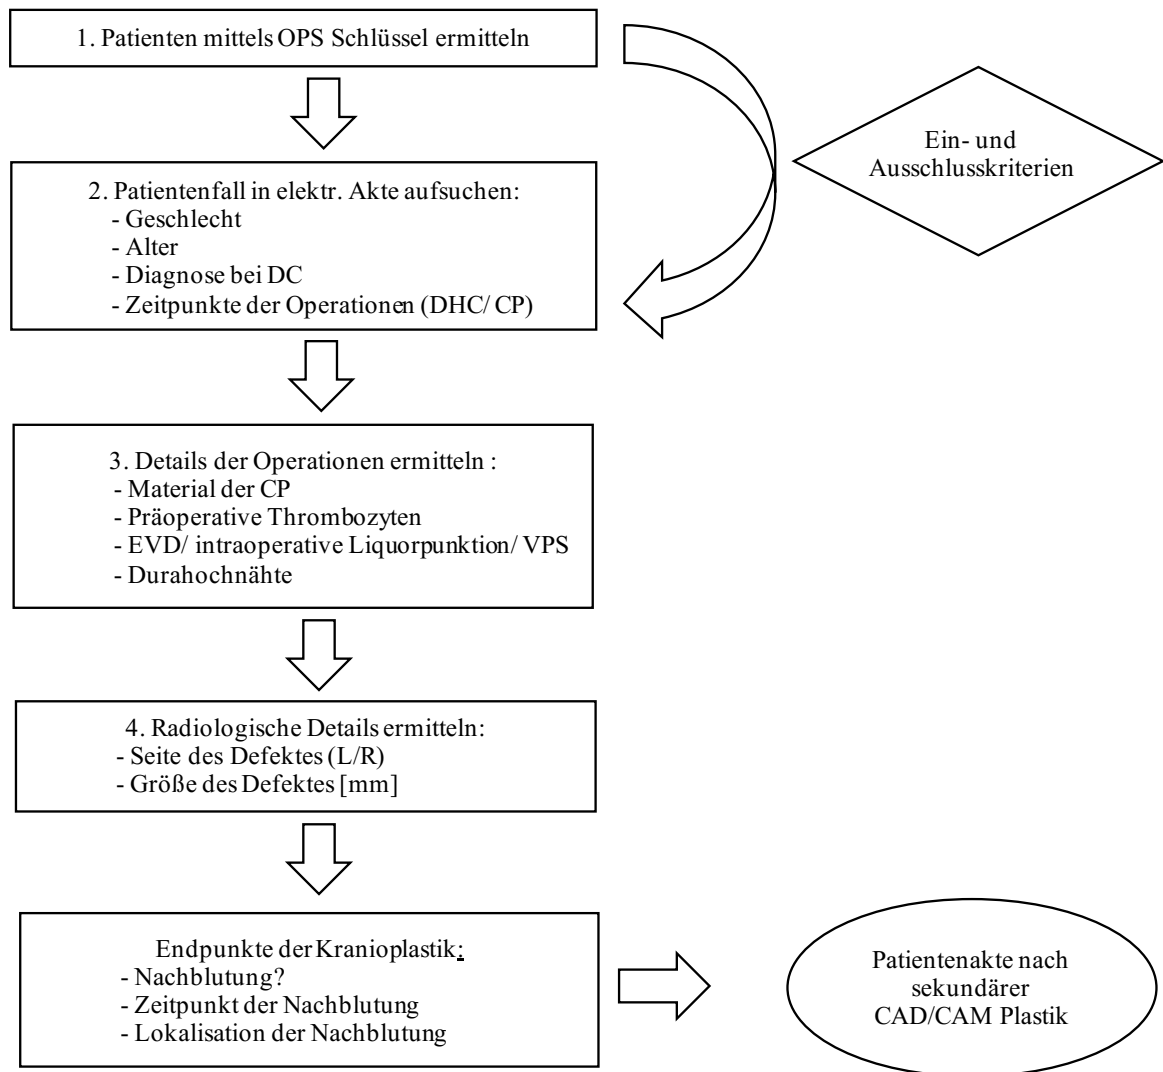 1. Patienten mittels OPS Schlüssel ermitteln
Ein- und
Ausschlusskriterien
2. Patientenfall in elektr. Akte aufsuchen:
- Geschlecht
- Alter
- Diagnose bei DC
- Zeitpunkte der Operationen (DHC/ CP)
3. Details der Operationen ermitteln :
- Material der CP
- Präoperative Thrombozyten
- EVD/ intraoperative Liquorpunktion/ VPS
- Durahochnähte
4. Radiologische Details ermitteln:
- Seite des Defektes (L/R)
- Größe des Defektes [mm]
Endpunkte der Kranioplastik:
- Nachblutung?
- Zeitpunkt der Nachblutung
- Lokalisation der Nachblutung
Patientenakte nach
sekundärer
CAD/CAM Plastik